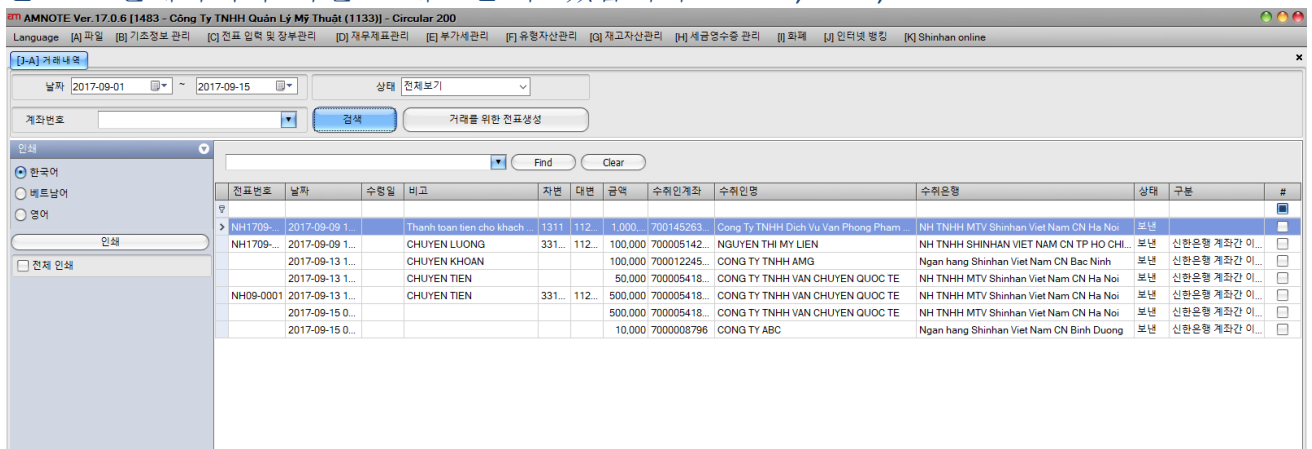 AMNOTE Ver.17.0.6 [1483 - Công Ty TNHH Quản Lý Mỹ Thuật (1133)] - Circular 200
Language [A] 파일 [B] 기초정보 관리 [C] 전표 입력 및 장부관리 [D] 재무제표관리 [E] 부가세관리 [F] 유형자산관리 [G] 재고자산관리 [H] 세금영수증 관리 [I] 화폐 [J] 인터넷 뱅킹 [K] Shinhan online
[J-A] 거래내역
날짜 2017-09-01 ~ 2017-09-15 상태 전체보기
계좌번호 검색 거래를 위한 전표생성
인쇄
한국어
베트남어
영어
인쇄
전체 인쇄
Find Clear
전표번호 날짜 수령일 비고 차변 대변 금액 수취인계좌 수취인명 수취은행 상태 구분 #
NH1709-... 2017-09-09 1... Thanh toan tien cho khach ... 1311 112... 1,000,... 700145263... Cong Ty TNHH Dich Vu Van Phong Pham ... NH TNHH MTV Shinhan Viet Nam CN Ha Noi 보낸
NH1709-... 2017-09-09 1... CHUYEN LUONG 331... 112... 100,000 700005142... NGUYEN THI MY LIEN NH TNHH SHINHAN VIET NAM CN TP HO CHI... 보낸 신한은행 계좌간 이...
2017-09-13 1... CHUYEN KHOAN 100,000 700012245... CONG TY TNHH AMG Ngan hang Shinhan Viet Nam CN Bac Ninh 보낸 신한은행 계좌간 이...
2017-09-13 1... CHUYEN TIEN 50,000 700005418... CONG TY TNHH VAN CHUYEN QUOC TE NH TNHH MTV Shinhan Viet Nam CN Ha Noi 보낸 신한은행 계좌간 이...
NH09-0001 2017-09-13 1... CHUYEN TIEN 331... 112... 500,000 700005418... CONG TY TNHH VAN CHUYEN QUOC TE NH TNHH MTV Shinhan Viet Nam CN Ha Noi 보낸 신한은행 계좌간 이...
2017-09-15 0... 500,000 700005418... CONG TY TNHH VAN CHUYEN QUOC TE NH TNHH MTV Shinhan Viet Nam CN Ha Noi 보낸 신한은행 계좌간 이...
2017-09-15 0... 10,000 7000008796 CONG TY ABC Ngan hang Shinhan Viet Nam CN Binh Duong 보낸 신한은행 계좌간 이...